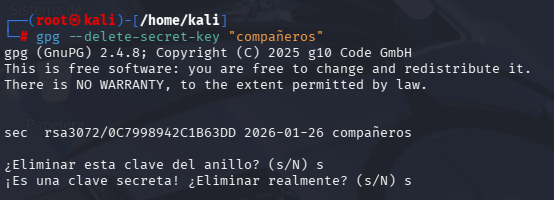 Sistema de
┌──(root㉿kali)-[/home/kali]
└─# gpg --delete-secret-key "compañeros"
gpg (GnuPG) 2.4.8; Copyright (C) 2025 g10 Code GmbH
This is free software: you are free to change and redistribute it.
There is NO WARRANTY, to the extent permitted by law.
Papelera
sec  rsa3072/0C7998942C1B63DD 2026-01-26 compañeros
¿Eliminar esta clave del anillo? (s/N) s
¡Es una clave secreta! ¿Eliminar realmente? (s/N) s